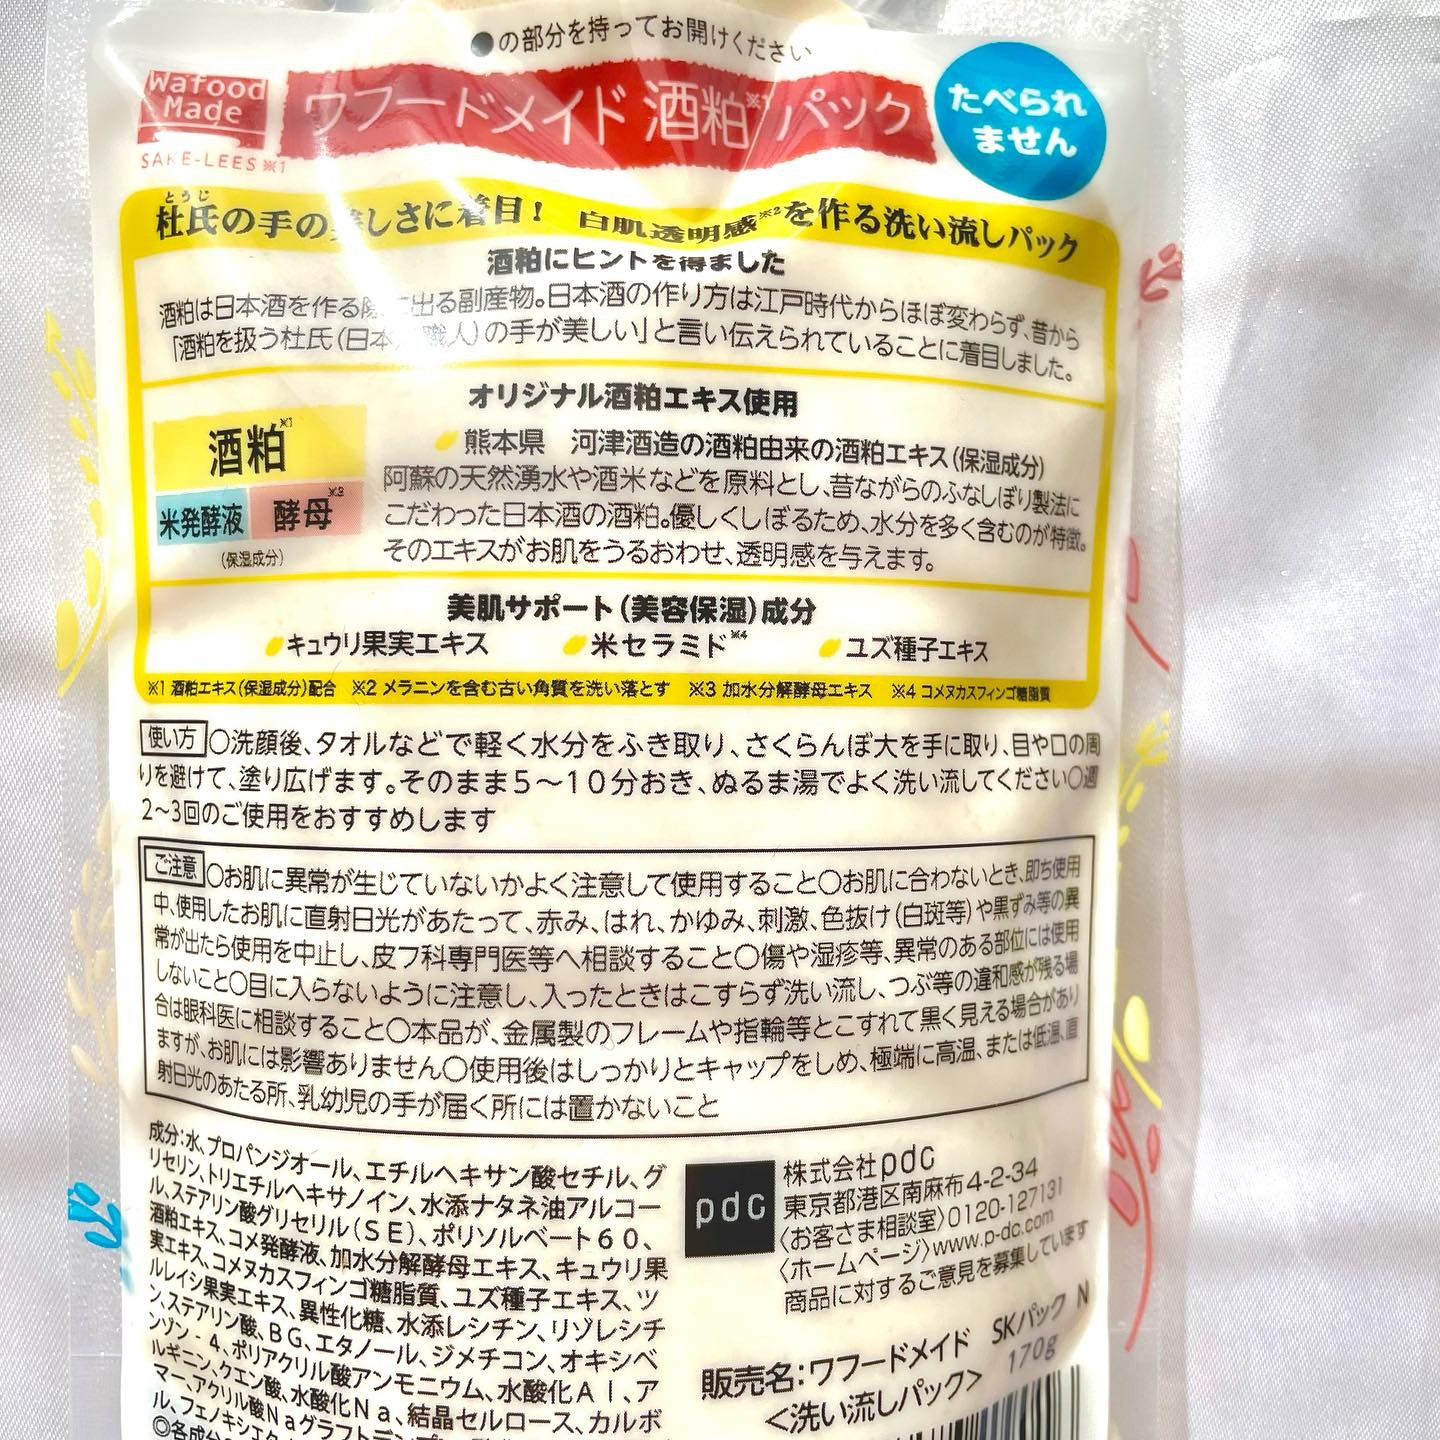 ●の部分を持ってお開けください
Wafood
Made
SAKE-LEES ※1
ワフードメイド 酒粕※1 パック
たべられ
ません
とうじ
杜氏の手の美しさに着目! 白肌透明感※2を作る洗い流しパック
酒粕にヒントを得ました
酒粕は日本酒を作る際に出る副産物。日本酒の作り方は江戸時代からほぼ変わらず、昔から
「酒粕を扱う杜氏(日本 職人)の手が美しい」と言い伝えられていることに着目しました。
オリジナル酒粕エキス使用
酒粕※1
米発酵液
酵母※3
(保湿成分)
熊本県 河津酒造の酒粕由来の酒粕エキス(保湿成分)
阿蘇の天然湧水や酒米などを原料とし、昔ながらのふなしぼり製法に
こだわった日本酒の酒粕。優しくしぼるため、水分を多く含むのが特徴。
そのエキスがお肌をうるおわせ、透明感を与えます。
美肌サポート(美容保湿)成分
キュウリ果実エキス 米セラミド※4 ユズ種子エキス
※1 酒粕エキス(保湿成分)配合 ※2 メラニンを含む古い角質を洗い落とす ※3 加水分解酵母エキス ※4 コメヌカスフィンゴ糖脂質
使い方 ○洗顔後、タオルなどで軽く水分をふき取り、さくらんぼ大を手に取り、目や口の周
りを避けて、塗り広げます。そのまま5〜10分おき、ぬるま湯でよく洗い流してください○週
2〜3回のご使用をおすすめします
ご注意 ○お肌に異常が生じていないかよく注意して使用すること○お肌に合わないとき、即ち使用
中、使用したお肌に直射日光があたって、赤み、はれ、かゆみ、刺激、色抜け(白斑等)や黒ずみ等の異
常が出たら使用を中止し、皮フ科専門医等へ相談すること○傷や湿疹等、異常のある部位には使用
しないこと○目に入らないように注意し、入ったときはこすらず洗い流し、つぶ等の違和感が残る場
合は眼科医に相談すること○本品が、金属製のフレームや指輪等とこすれて黒く見える場合があり
ますが、お肌には影響ありません○使用後はしっかりとキャップをしめ、極端に高温、または低温、直
射日光のあたる所、乳幼児の手が届く所には置かないこと
成分:水、プロパンジオール、エチルヘキサン酸セチル、グ
リセリン、トリエチルヘキサノイン、水添ナタネ油アルコー
ル、ステアリン酸グリセリル(SE)、ポリソルベート60、
酒粕エキス、コメ発酵液、加水分解酵母エキス、キュウリ果
実エキス、コメヌカスフィンゴ糖脂質、ユズ種子エキス、ツ
ルレイシ果実エキス、異性化糖、水添レシチン、リゾレシチ
ン、ステアリン酸、BG、エタノール、ジメチコン、オキシベ
ンゾン-4、ポリアクリル酸アンモニウム、水酸化Al、ア
ルギニン、クエン酸、水酸化Na、結晶セルロース、カルボ
マー、アクリル酸Naグラフトデンプン
ル、フェノキシエタ
◎各成分
pdc
株式会社pdc
東京都港区南麻布4-2-34
〈お客さま相談室〉0120-127131
〈ホームページ〉www.p-dc.com
商品に対するご意見を募集しています
販売名:ワフードメイド SKパック N
<洗い流しパック> 170g